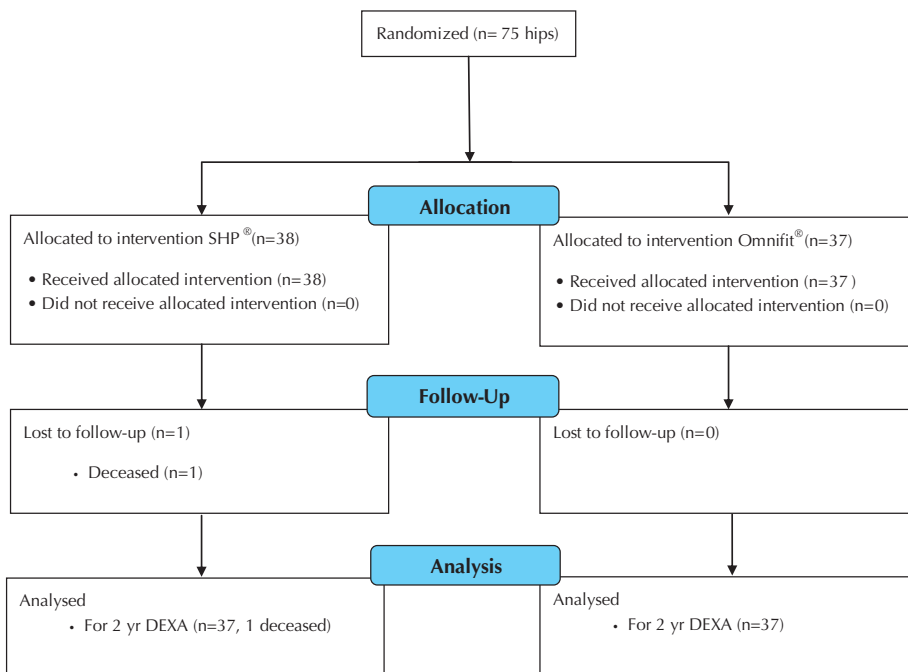 Randomized (n= 75 hips)
Allocation
Allocated to intervention SHP®(n=38)
• Received allocated intervention (n=38)
• Did not receive allocated intervention (n=0)
Allocated to intervention Omnifit®(n=37)
• Received allocated intervention (n=37 )
• Did not receive allocated intervention (n=0)
Follow-Up
Lost to follow-up (n=1)
• Deceased (n=1)
Lost to follow-up (n=0)
Analysis
Analysed
• For 2 yr DEXA (n=37, 1 deceased)
Analysed
• For 2 yr DEXA (n=37)